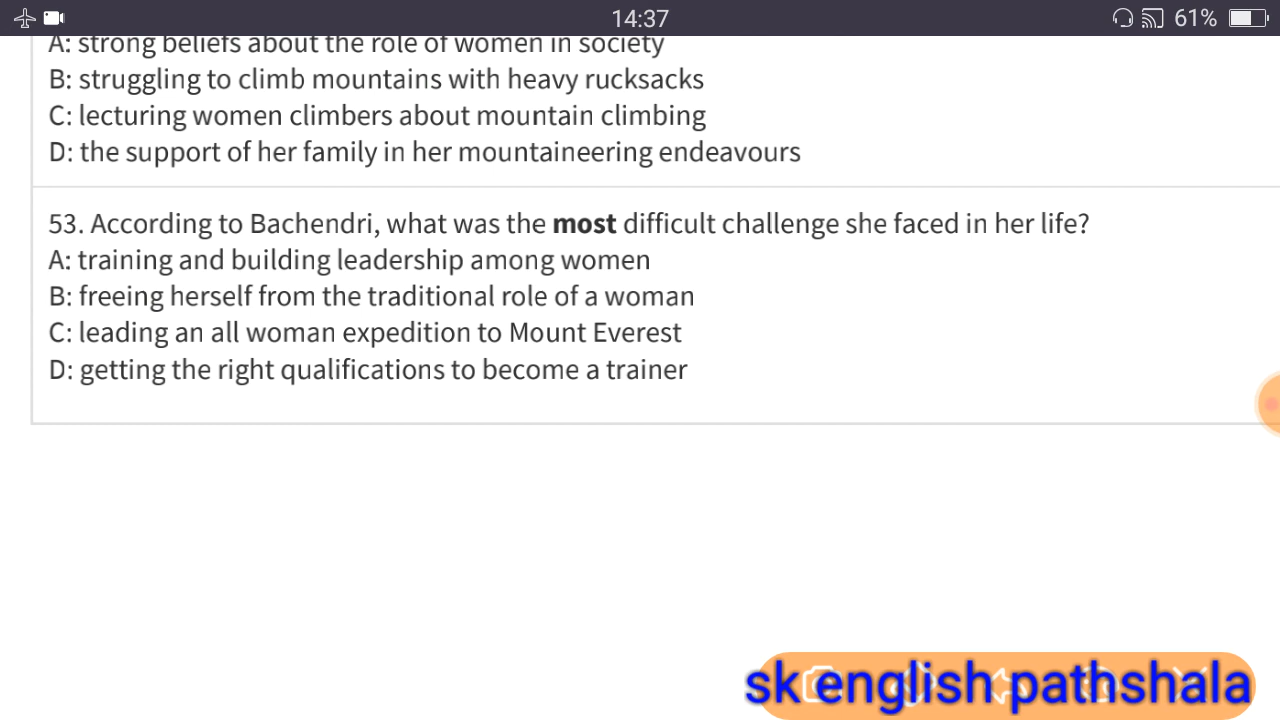 14:37
61%
A: strong beliefs about the role of women in society
B: struggling to climb mountains with heavy rucksacks
C: lecturing women climbers about mountain climbing
D: the support of her family in her mountaineering endeavours
53. According to Bachendri, what was the most difficult challenge she faced in her life?
A: training and building leadership among women
B: freeing herself from the traditional role of a woman
C: leading an all woman expedition to Mount Everest
D: getting the right qualifications to become a trainer
sk english pathshala